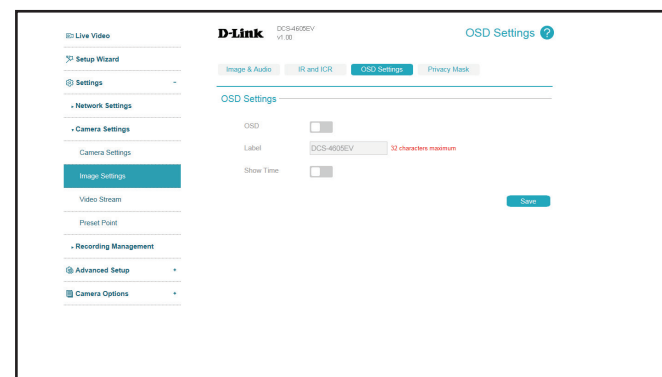 Live Video
Setup Wizard
Settings -
Network Settings
Camera Settings
Camera Settings
Image Settings
Video Stream
Preset Point
Recording Management
Advanced Setup +
Camera Options +
D-Link DCS-4605EV
v1.00
OSD Settings ?
Image & Audio IR and ICR OSD Settings Privacy Mask
OSD Settings
OSD
Label DCS-4605EV 32 characters maximum
Show Time
Save